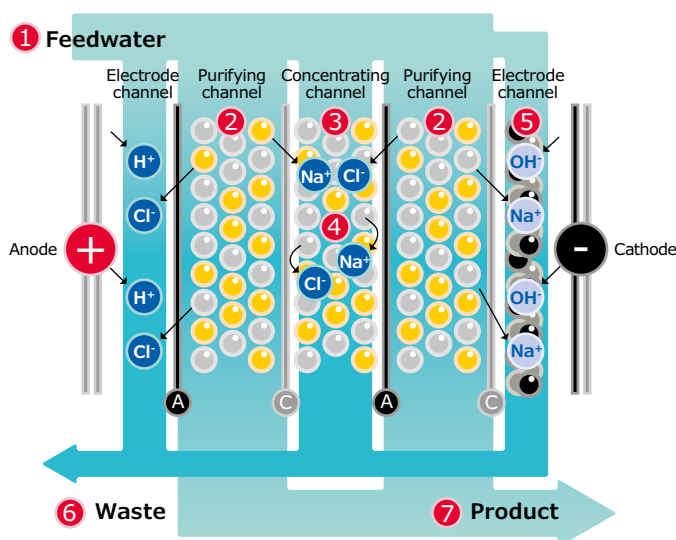 1 Feedwater
Electrode channel
Purifying channel
Concentrating channel
Purifying channel
Electrode channel
2
3
2
5
H⁺
Na⁺
Cl⁻
OH⁻
Cl⁻
4
Na⁺
Anode
+
-
Cathode
Na⁺
H⁺
Cl⁻
OH⁻
Cl⁻
Na⁺
A
C
A
C
6 Waste
7 Product